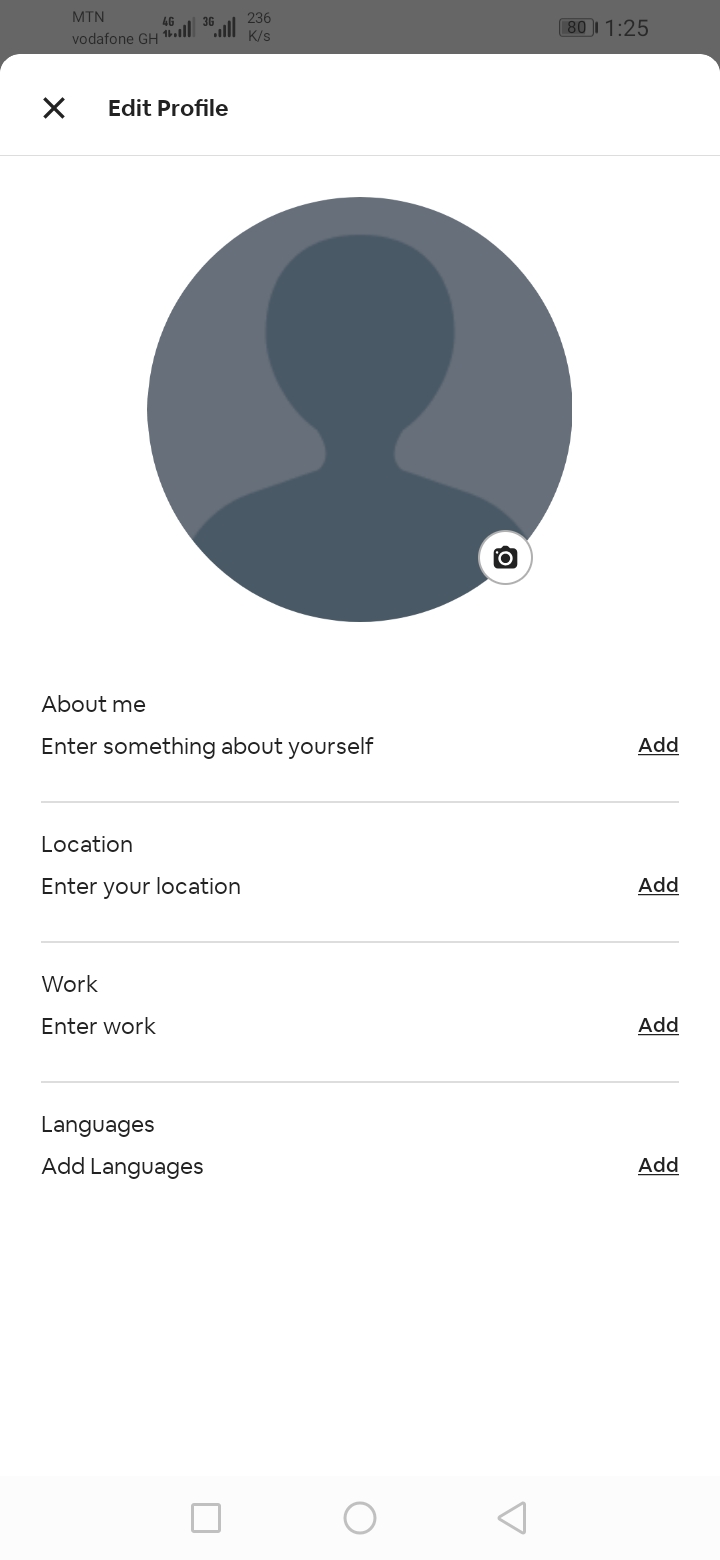 MTN
vodafone GH
4G
3G
236
K/s
80
1:25
Edit Profile
About me
Enter something about yourself
Add
Location
Enter your location
Add
Work
Enter work
Add
Languages
Add Languages
Add